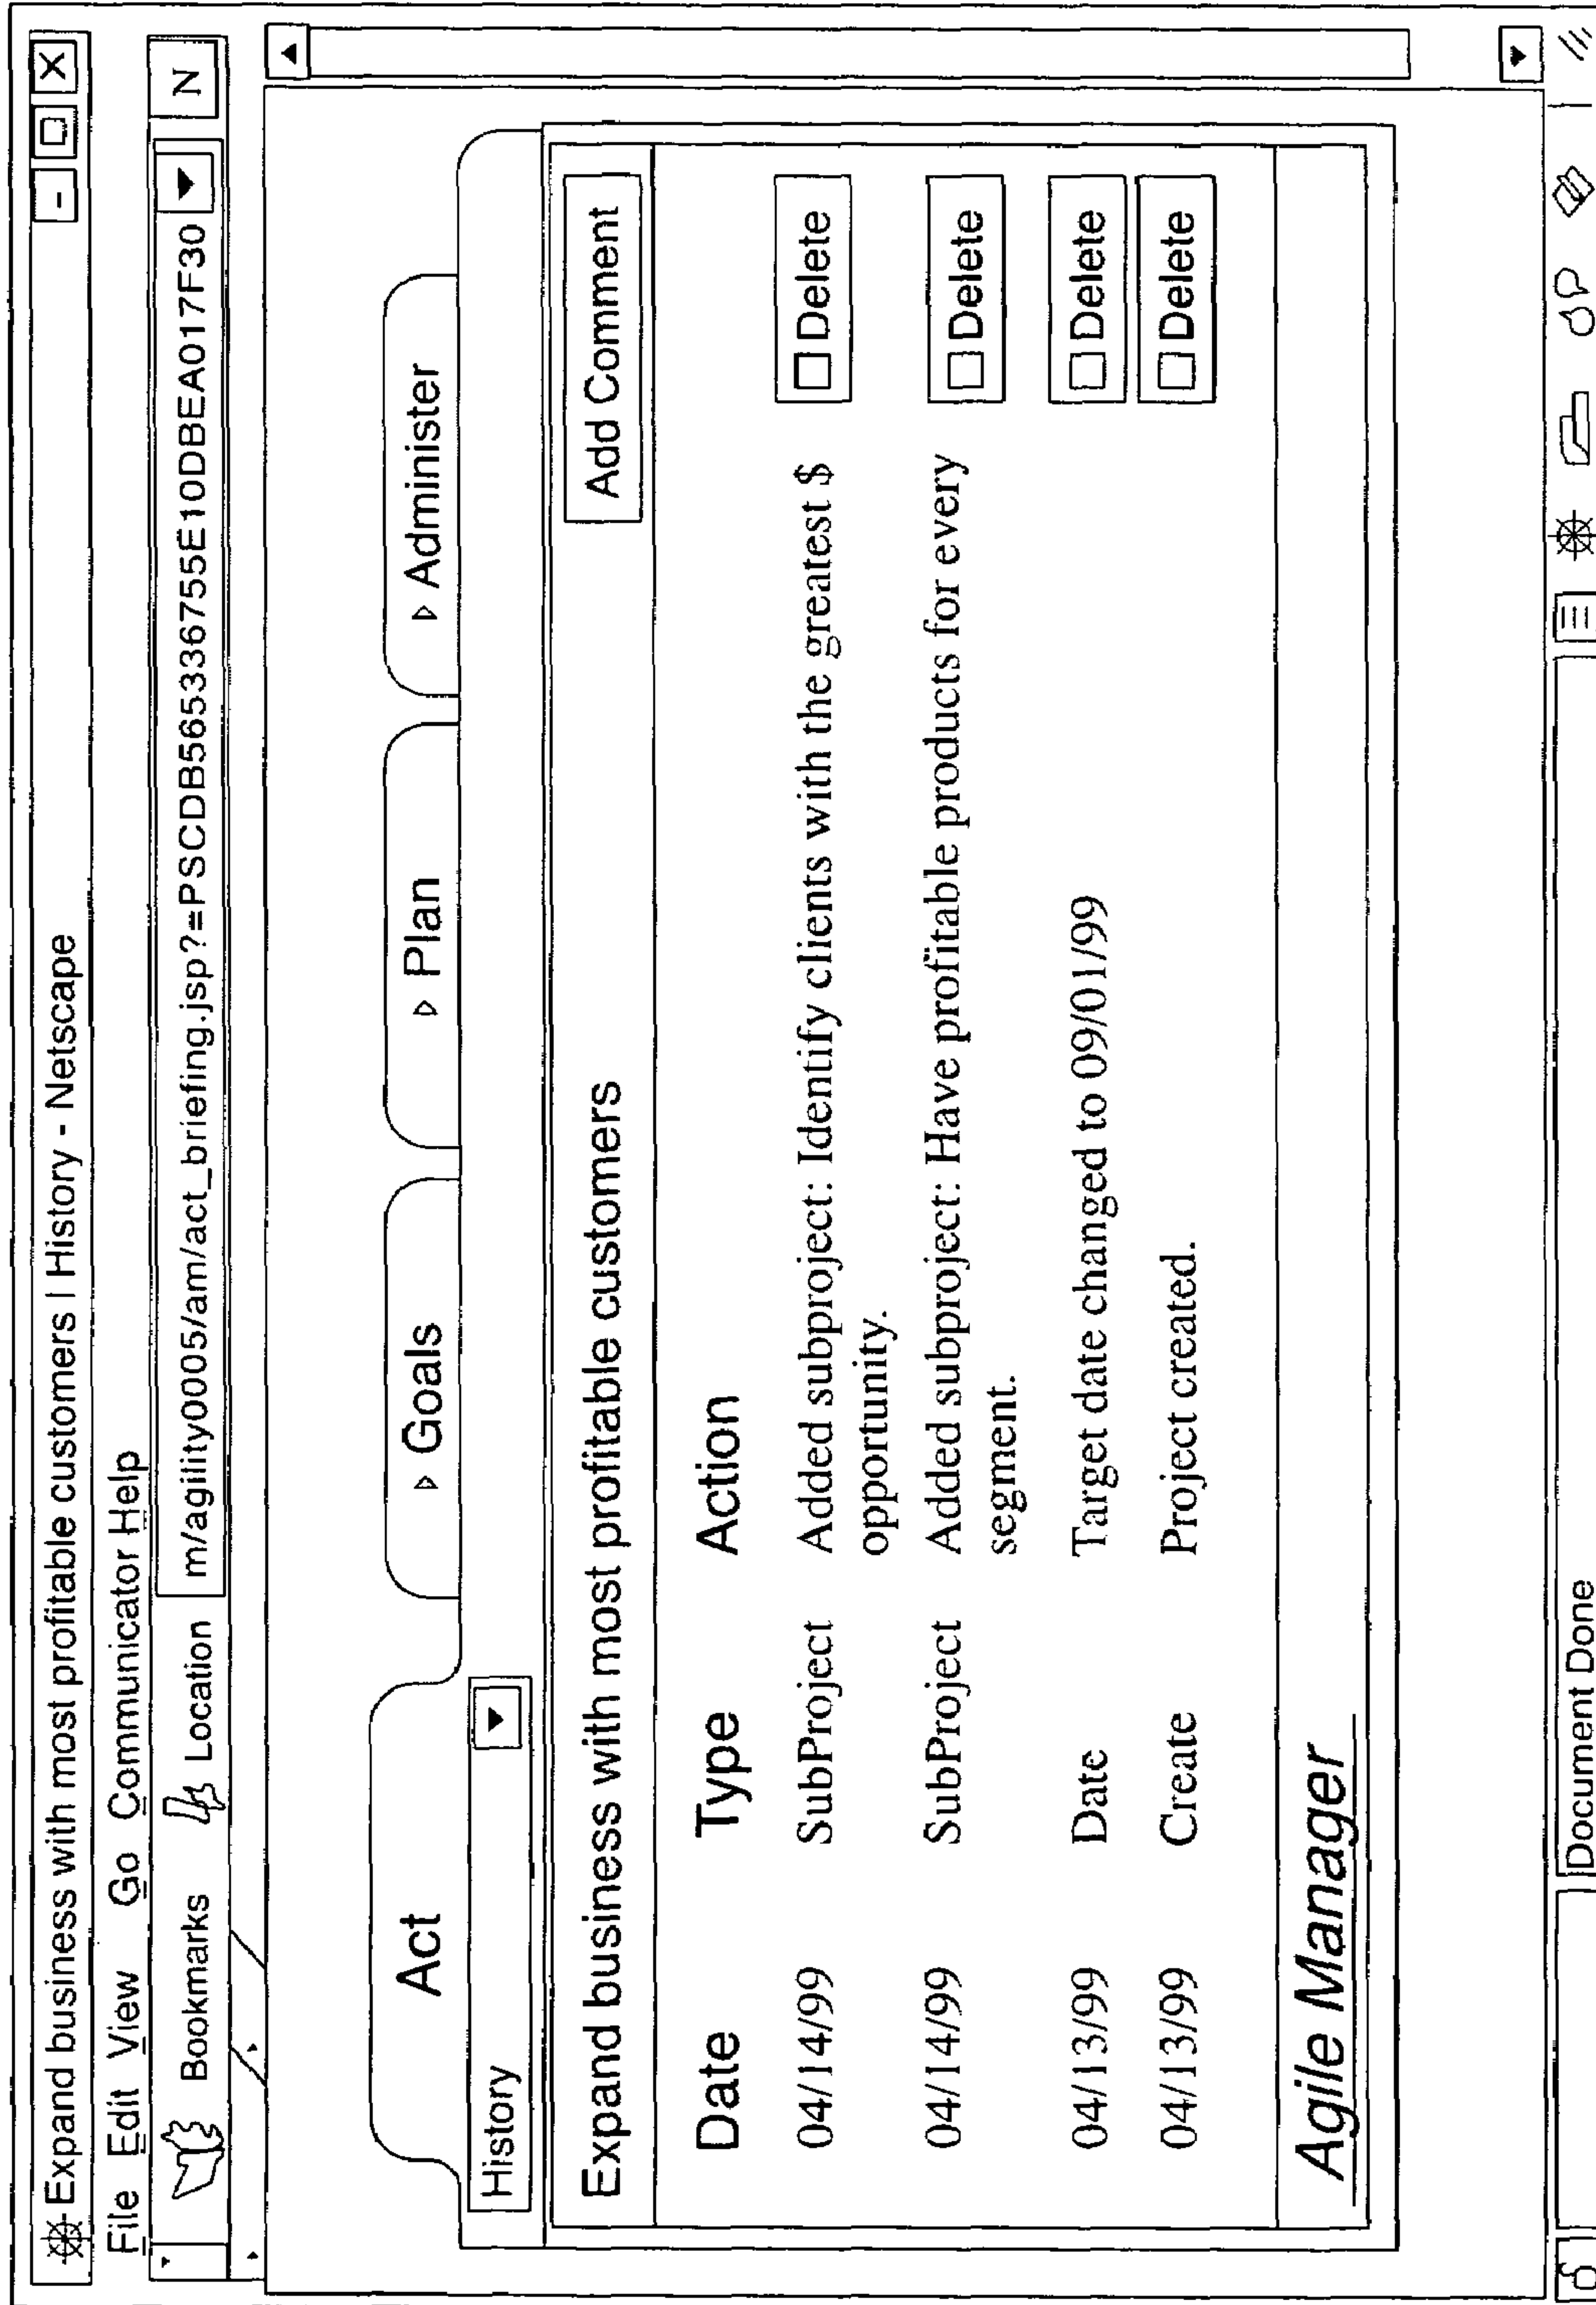 Expand business with most profitable customers | History - Netscape
File Edit View Go Communicator Help
Bookmarks Location m/agility0005/am/act_briefing.jsp?=PSCDB565336755E10DBEA017F30 N
Act Goals Plan Administer
History
Expand business with most profitable customers Add Comment
Date Type Action
04/14/99 SubProject Added subproject: Identify clients with the greatest $ Delete
opportunity.
04/14/99 SubProject Added subproject: Have profitable products for every Delete
segment.
04/13/99 Date Target date changed to 09/01/99 Delete
04/13/99 Create Project created. Delete
Agile Manager
Document Done